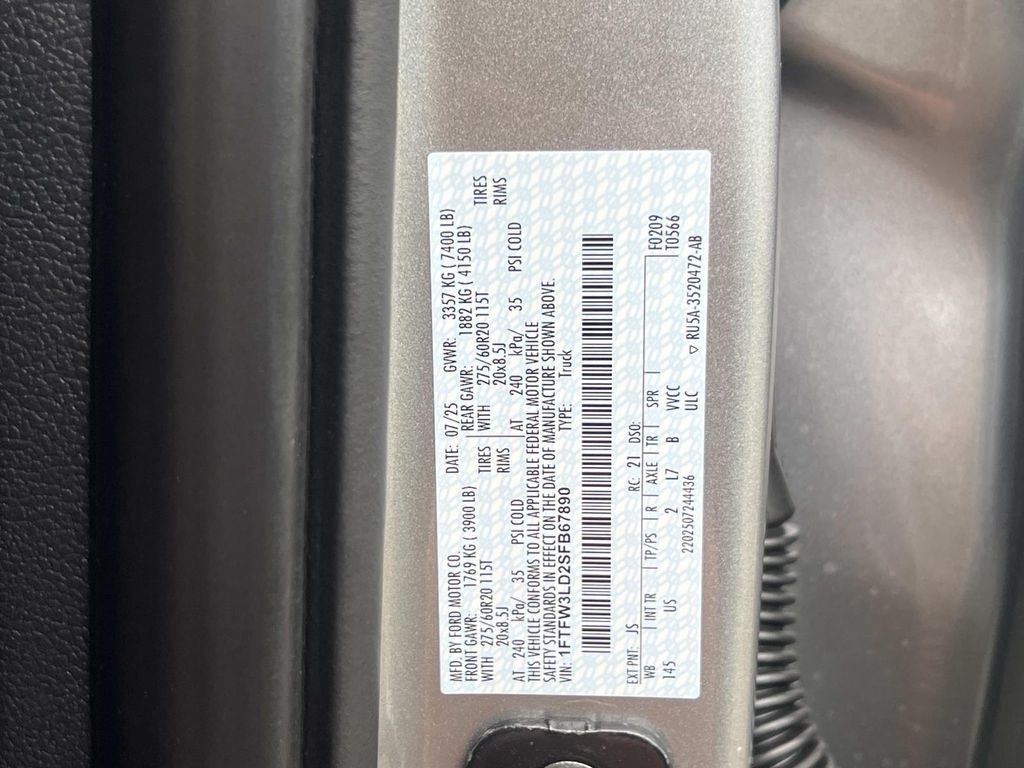 MFD. BY FORD MOTOR CO. DATE: 07/25 GVWR: 3357 KG ( 7400 LB)
FRONT GAWR: 1769 KG ( 3900 LB) REAR GAWR: 1882 KG ( 4150 LB)
WITH 275/60R20 115T TIRES WITH 275/60R20 115T TIRES
20x8.5J RIMS 20x8.5J RIMS
AT 240 kPa/ 35 PSI COLD AT 240 kPa/ 35 PSI COLD
THIS VEHICLE CONFORMS TO ALL APPLICABLE FEDERAL MOTOR VEHICLE
SAFETY STANDARDS IN EFFECT ON THE DATE OF MANUFACTURE SHOWN ABOVE.
VIN: 1FTFW3LD2SFB67890 TYPE: Truck
EXT PNT: JS RC: 21 DSO: F0209
WB INT TR TP/PS R AXLE TR SPR T0566
145 US 2 L7 B VVCC
ULC
2202507244436 ▽ RU5A-3520472-AB